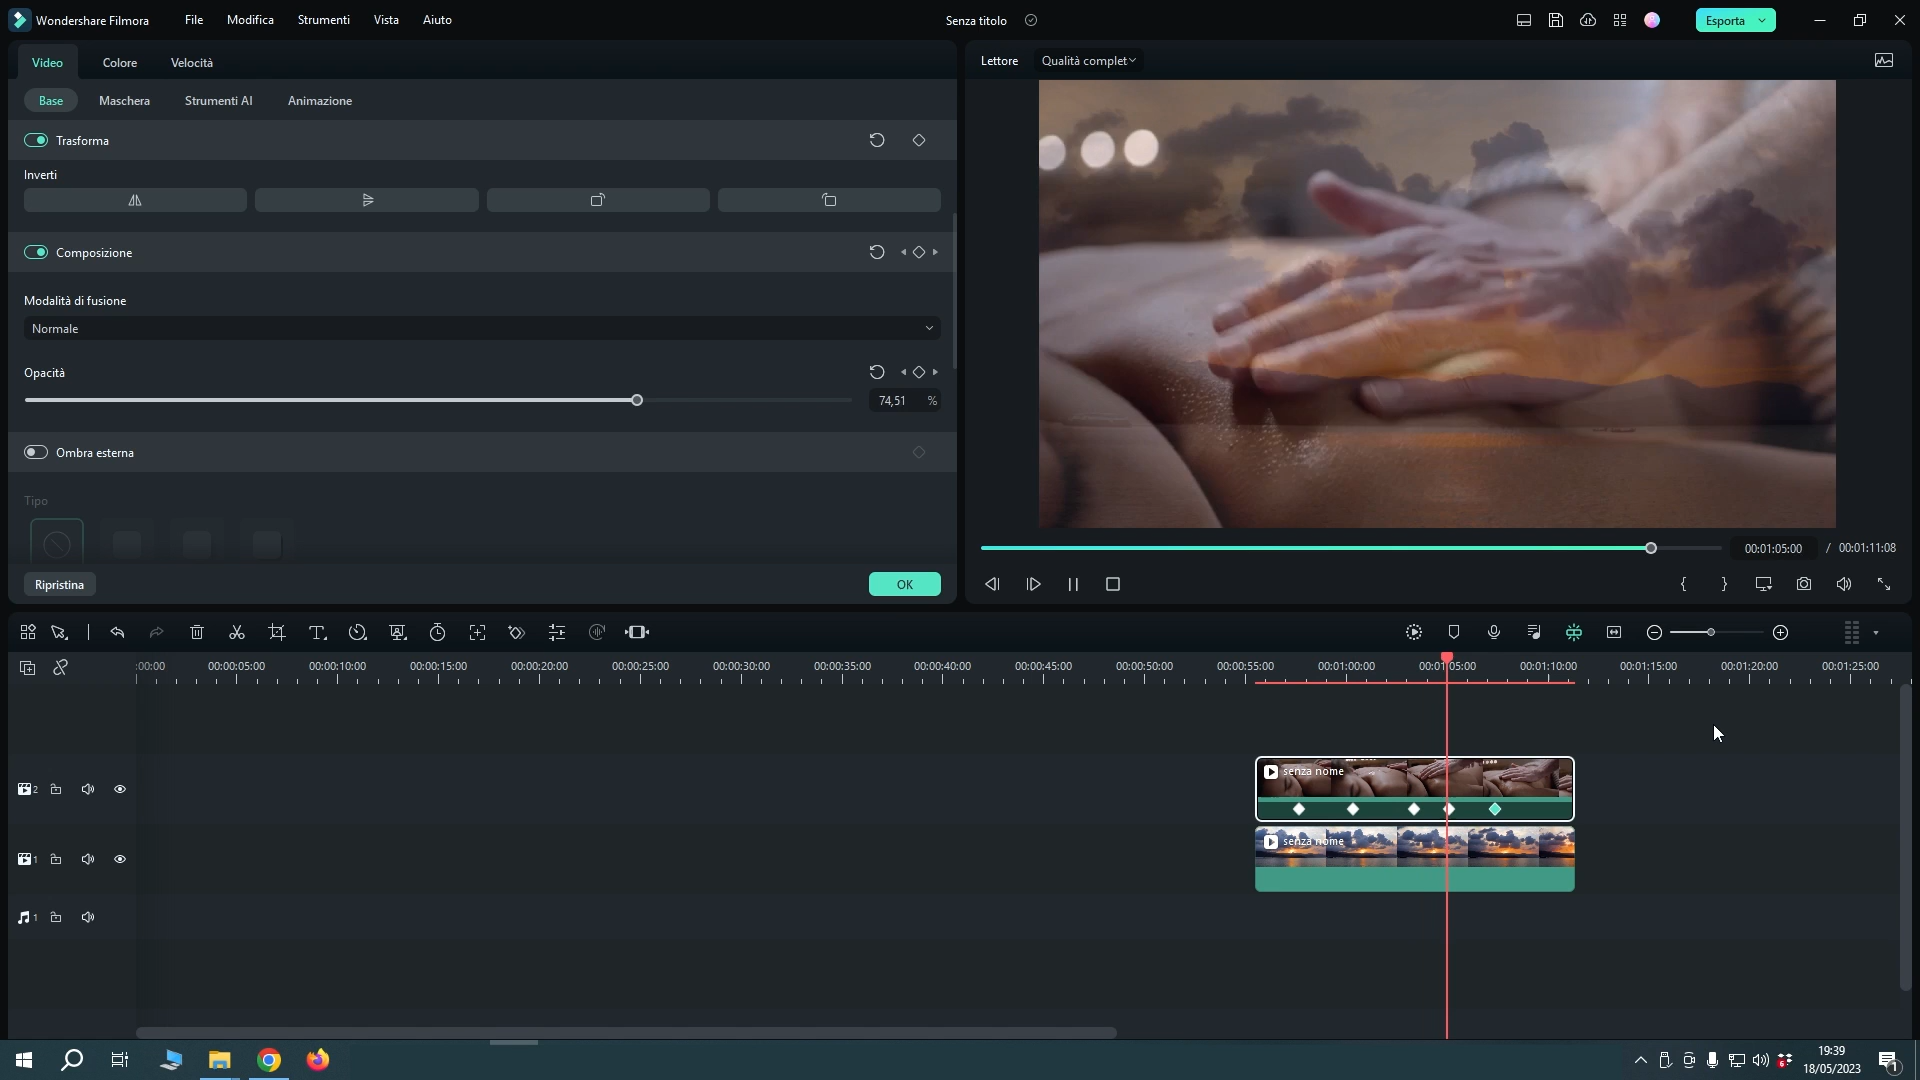 Wondershare Filmora
File
Modifica
Strumenti
Vista
Aiuto
Senza titolo
Esporta
Video
Colore
Velocità
Lettore
Qualità complet
Base
Maschera
Strumenti AI
Animazione
Trasforma
Inverti
Composizione
Modalità di fusione
Normale
Opacità
74,51 %
Ombra esterna
Tipo
Ripristina
OK
00:01:05:00 / 00:01:11:08
:00:00 00:00:05:00 00:00:10:00 00:00:15:00 00:00:20:00 00:00:25:00 00:00:30:00 00:00:35:00 00:00:40:00 00:00:45:00 00:00:50:00 00:00:55:00 00:01:00:00 00:01:05:00 00:01:10:00 00:01:15:00 00:01:20:00 00:01:25:00
senza nome
2
senza nome
1
1
19:39
18/05/2023
6
1